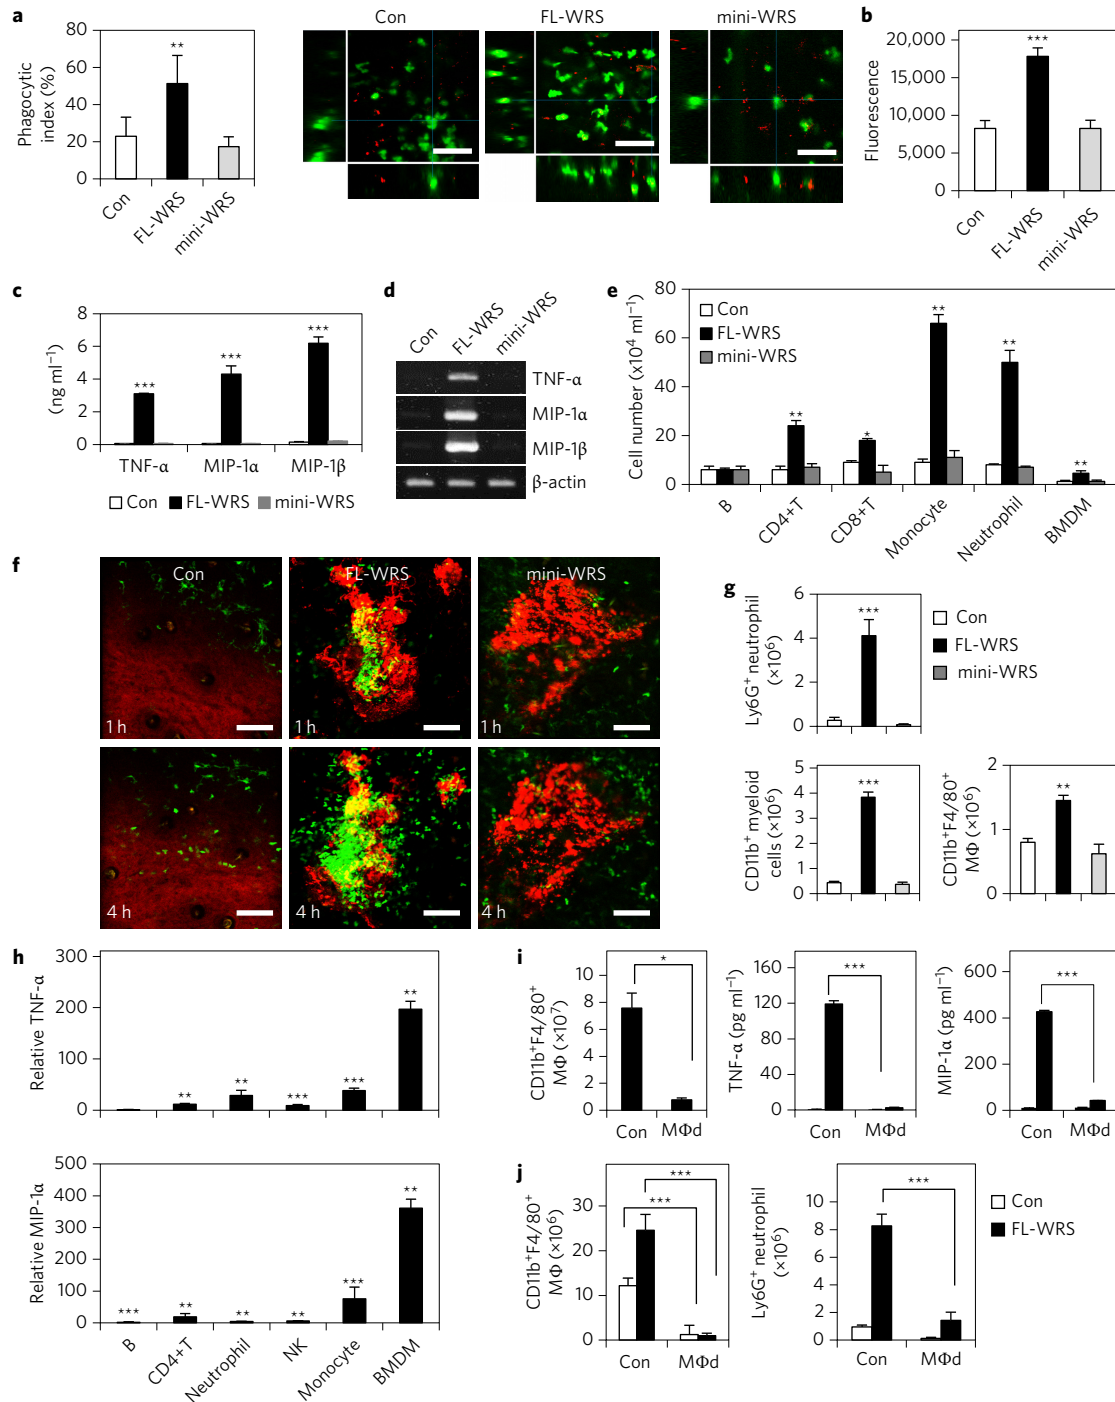 a
Phagocytic
index (%)
80
60
40
20
0
**
Con
FL-WRS
mini-WRS
Con
FL-WRS
mini-WRS
b
Fluorescence
20,000
15,000
10,000
5,000
0
***
Con
FL-WRS
mini-WRS
c
(ng ml⁻¹)
8
6
4
2
0
***
***
***
TNF-α
MIP-1α
MIP-1β
Con
FL-WRS
mini-WRS
d
Con
FL-WRS
mini-WRS
TNF-α
MIP-1α
MIP-1β
β-actin
e
Cell number (x10⁴ ml⁻¹)
80
60
40
20
0
Con
FL-WRS
mini-WRS
**
*
**
**
**
B
CD4+T
CD8+T
Monocyte
Neutrophil
BMDM
f
Con
FL-WRS
mini-WRS
1 h
1 h
1 h
4 h
4 h
4 h
g
Ly6G⁺ neutrophil
(×10⁶)
6
4
2
0
***
Con
FL-WRS
mini-WRS
CD11b⁺ myeloid
cells (×10⁶)
5
4
3
2
1
0
***
CD11b⁺F4/80⁺
MΦ (×10⁶)
2
1
0
**
h
Relative TNF-α
300
200
100
0
**
**
***
***
**
Relative MIP-1α
500
400
300
200
100
0
***
**
**
**
***
**
B
CD4+T
Neutrophil
NK
Monocyte
BMDM
i
CD11b⁺F4/80⁺
MΦ (×10⁷)
10
8
6
4
2
0
*
Con
MΦd
TNF-α (pg ml⁻¹)
160
120
80
40
0
***
Con
MΦd
MIP-1α (pg ml⁻¹)
600
400
200
0
***
Con
MΦd
j
CD11b⁺F4/80⁺
MΦ (×10⁶)
30
20
10
0
***
***
Con
MΦd
Ly6G⁺ neutrophil
(×10⁶)
10
8
6
4
2
0
***
Con
MΦd
Con
FL-WRS